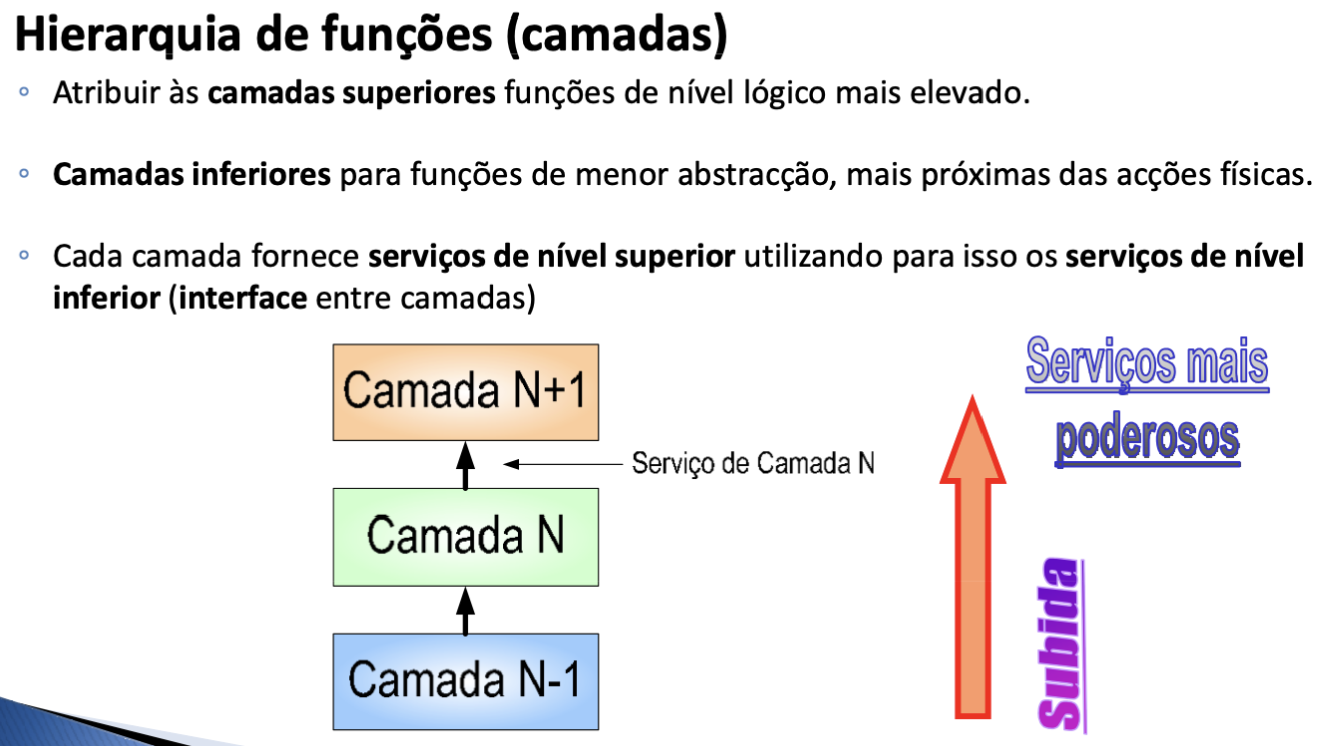 Hierarquia de funções (camadas)
◦ Atribuir às camadas superiores funções de nível lógico mais elevado.
◦ Camadas inferiores para funções de menor abstracção, mais próximas das acções físicas.
◦ Cada camada fornece serviços de nível superior utilizando para isso os serviços de nível
inferior (interface entre camadas)
Camada N+1
Serviço de Camada N
Camada N
Camada N-1
Serviços mais
poderosos
Subida